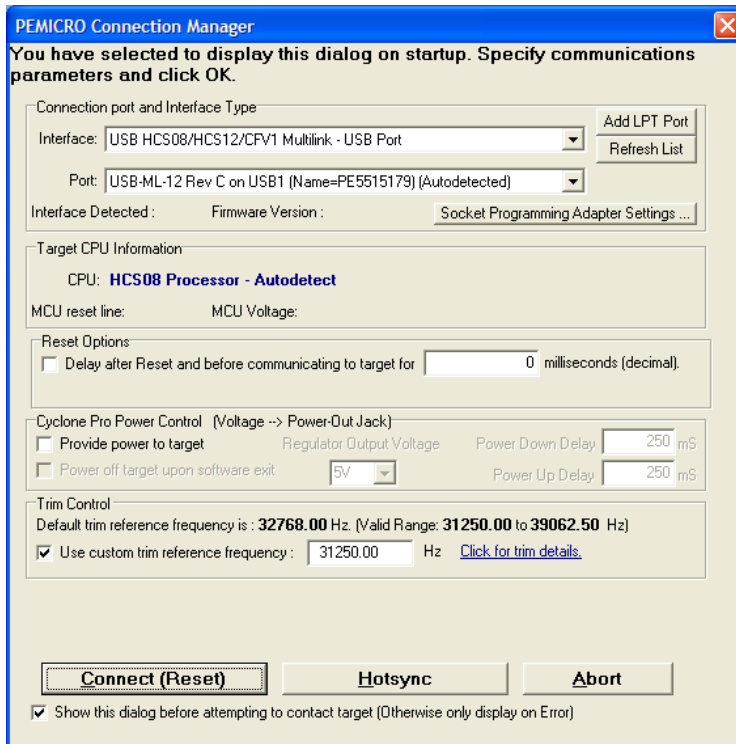 PEMICRO Connection Manager
You have selected to display this dialog on startup. Specify communications
parameters and click OK.
Connection port and Interface Type
Add LPT Port
Interface: USB HCS08/HCS12/CFV1 Multilink - USB Port
Refresh List
Port: USB-ML-12 Rev C on USB1 (Name=PE5515179) (Autodetected)
Interface Detected : Firmware Version : Socket Programming Adapter Settings ...
Target CPU Information
CPU: HCS08 Processor - Autodetect
MCU reset line: MCU Voltage:
Reset Options
Delay after Reset and before communicating to target for 0 milliseconds (decimal).
Cyclone Pro Power Control (Voltage --> Power-Out Jack)
Provide power to target Regulator Output Voltage Power Down Delay 250 mS
Power off target upon software exit 5V Power Up Delay 250 mS
Trim Control
Default trim reference frequency is : 32768.00 Hz. (Valid Range: 31250.00 to 39062.50 Hz)
Use custom trim reference frequency : 31250.00 Hz Click for trim details.
Connect (Reset) Hotsync Abort
Show this dialog before attempting to contact target (Otherwise only display on Error)